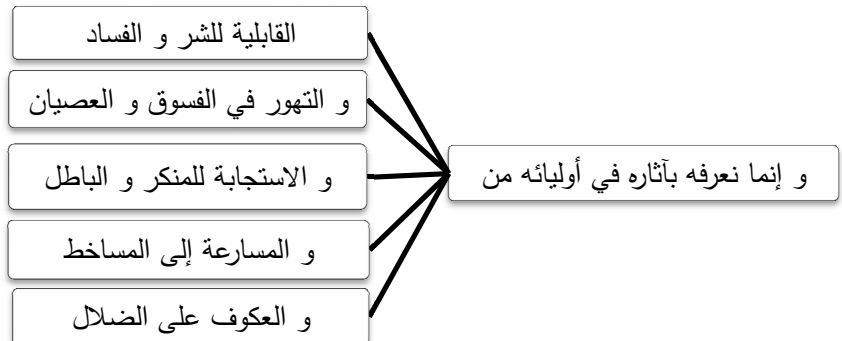 و إنما نعرفه بآثاره في أوليائه من
القابلية للشر و الفساد
و التهور في الفسوق و العصيان
و الاستجابة للمنكر و الباطل
و المسارعة إلى المساخط
و العكوف على الضلال